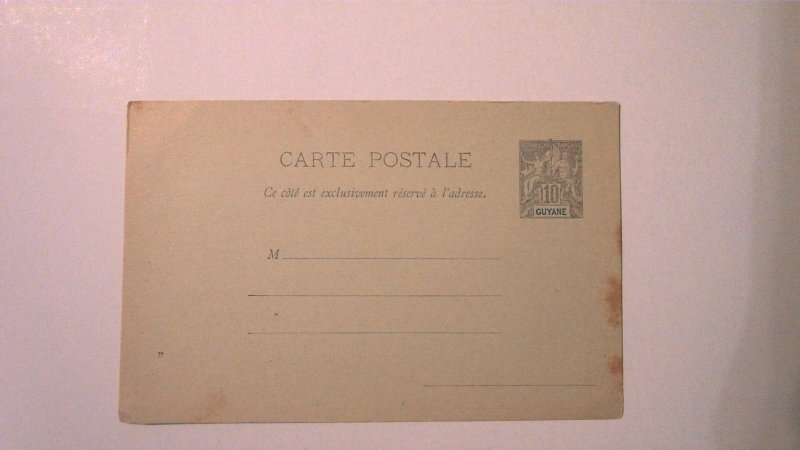 CARTE POSTALE
Ce côté est exclusivement réservé à l'adresse.
10
GUYANE
M